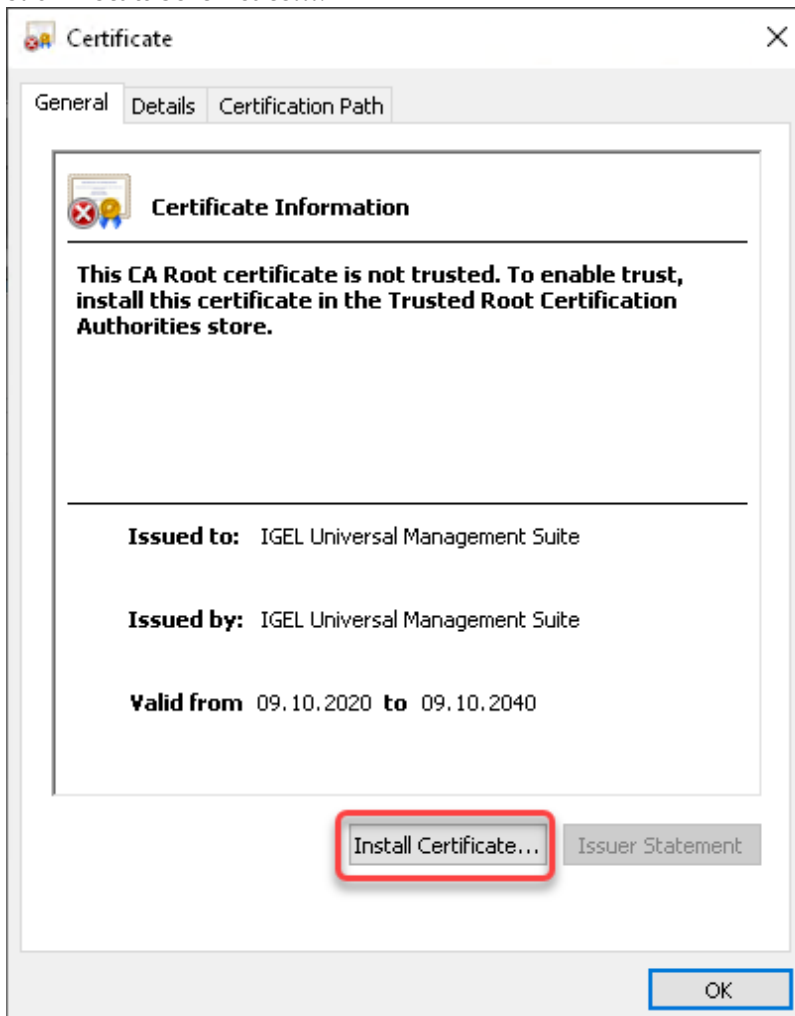 Certificate
General Details Certification Path
Certificate Information
This CA Root certificate is not trusted. To enable trust,
install this certificate in the Trusted Root Certification
Authorities store.
Issued to: IGEL Universal Management Suite
Issued by: IGEL Universal Management Suite
Valid from 09.10.2020 to 09.10.2040
Install Certificate... Issuer Statement
OK